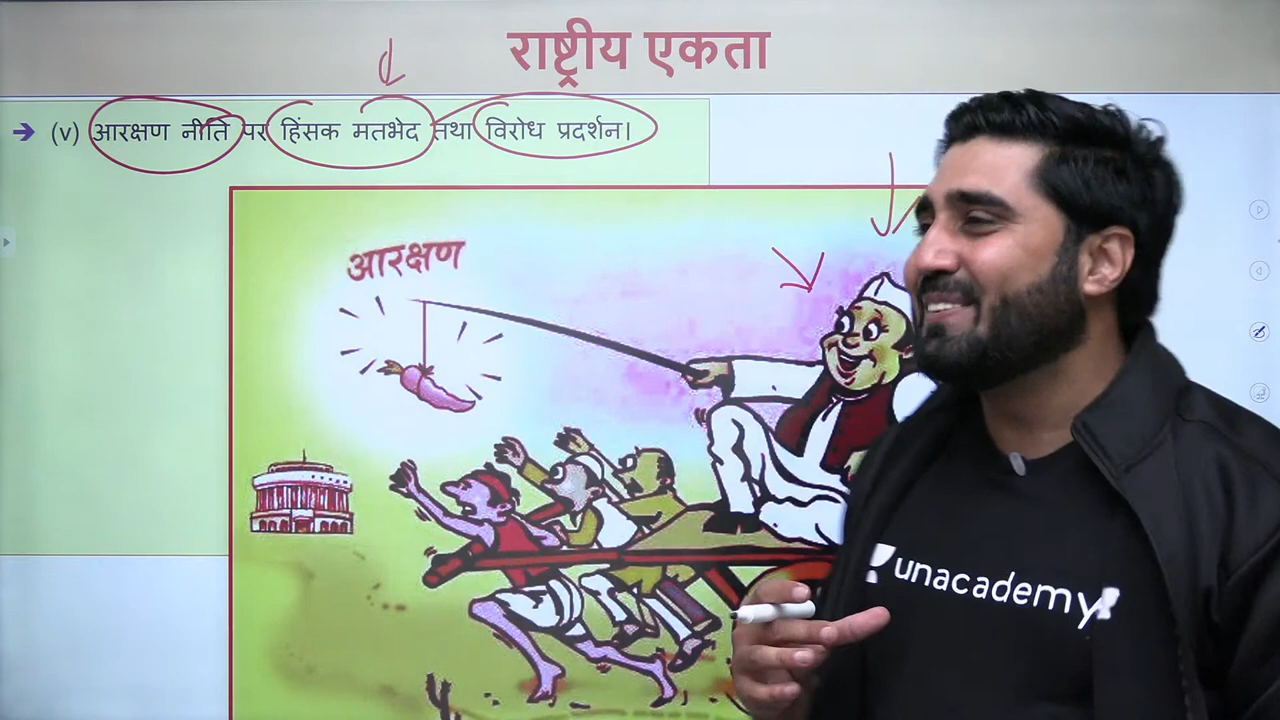 राष्ट्रीय एकता
→ (v) आरक्षण नीति पर हिंसक मतभेद तथा विरोध प्रदर्शन।
आरक्षण
unacademy